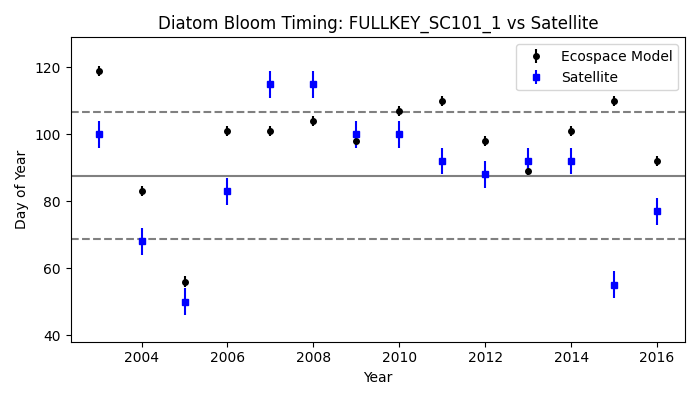 Diatom Bloom Timing: FULLKEY_SC101_1 vs Satellite
Ecospace Model
Satellite
Day of Year
120
100
80
60
40
2004 2006 2008 2010 2012 2014 2016
Year